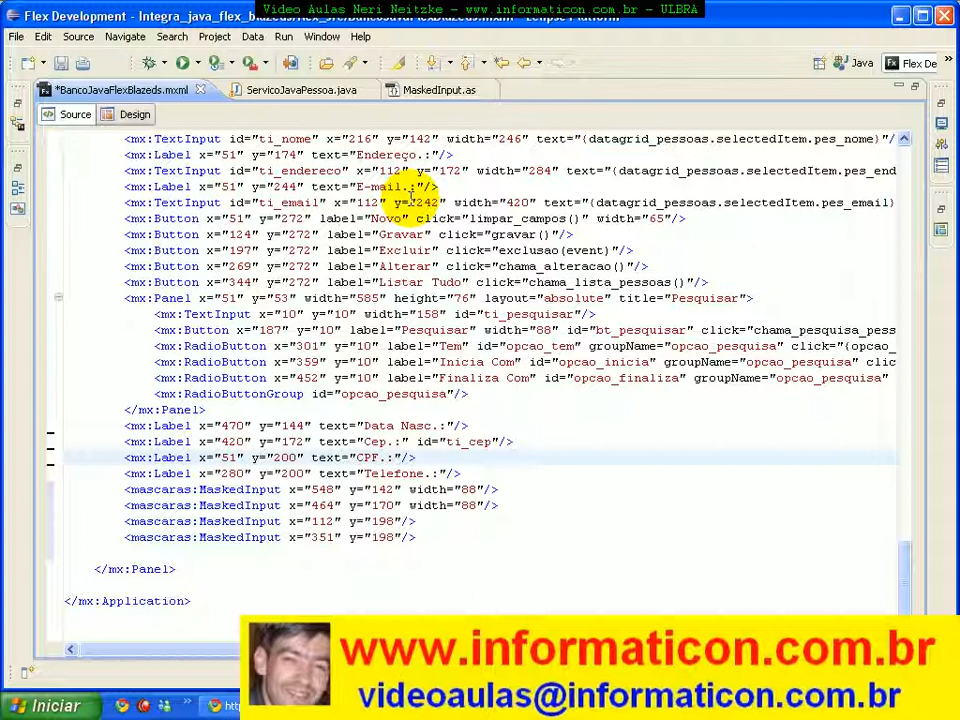 Video Aulas Neri Neitzke - www.informaticon.com.br - ULBRA
File Edit Source Navigate Search Project Data Run Window Help
Java Flex De
*BancoJavaFlexBlazeds.mxml ServicoJavaPessoa.java MaskedInput.as
Source Design
<mx:TextInput id="ti_nome" x="216" y="142" width="246" text="{datagrid_pessoas.selectedItem.pes_nome}"/
<mx:Label x="51" y="174" text="Endereço.:"/>
<mx:TextInput id="ti_endereco" x="112" y="172" width="284" text="{datagrid_pessoas.selectedItem.pes_end
<mx:Label x="51" y="244" text="E-mail.:"/>
<mx:TextInput id="ti_email" x="112" y="242" width="420" text="{datagrid_pessoas.selectedItem.pes_email}
<mx:Button x="51" y="272" label="Novo" click="limpar_campos()" width="65"/>
<mx:Button x="124" y="272" label="Gravar" click="gravar()"/>
<mx:Button x="197" y="272" label="Excluir" click="exclusao(event)"/>
<mx:Button x="269" y="272" label="Alterar" click="chama_alteracao()"/>
<mx:Button x="344" y="272" label="Listar Tudo" click="chama_lista_pessoas()"/>
<mx:Panel x="51" y="53" width="585" height="76" layout="absolute" title="Pesquisar">
<mx:TextInput x="10" y="10" width="158" id="ti_pesquisar"/>
<mx:Button x="187" y="10" label="Pesquisar" width="88" id="bt_pesquisar" click="chama_pesquisa_pess
<mx:RadioButton x="301" y="10" label="Tem" id="opcao_tem" groupName="opcao_pesquisa" click="{opcao_
<mx:RadioButton x="359" y="10" label="Inicia Com" id="opcao_inicia" groupName="opcao_pesquisa" clic
<mx:RadioButton x="452" y="10" label="Finaliza Com" id="opcao_finaliza" groupName="opcao_pesquisa"
<mx:RadioButtonGroup id="opcao_pesquisa"/>
</mx:Panel>
<mx:Label x="470" y="144" text="Data Nasc.:"/>
<mx:Label x="420" y="172" text="Cep.:" id="ti_cep"/>
<mx:Label x="51" y="200" text="CPF.:"/>
<mx:Label x="280" y="200" text="Telefone.:"/>
<mascaras:MaskedInput x="548" y="142" width="88"/>
<mascaras:MaskedInput x="464" y="170" width="88"/>
<mascaras:MaskedInput x="112" y="198"/>
<mascaras:MaskedInput x="351" y="198"/>
</mx:Panel>
</mx:Application>
www.informaticon.com.br
videoaulas@informaticon.com.br
Iniciar